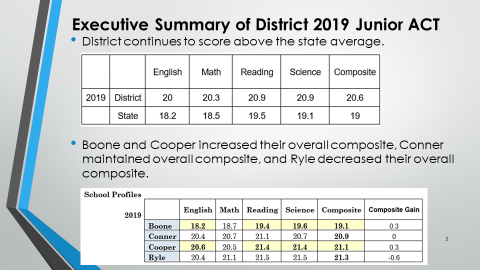 Executive Summary of District 2019 Junior ACT
• District continues to score above the state average.
English Math Reading Science Composite
2019 District 20 20.3 20.9 20.9 20.6
State 18.2 18.5 19.5 19.1 19
• Boone and Cooper increased their overall composite, Conner
maintained overall composite, and Ryle decreased their overall
composite.
School Profiles
2019
English Math Reading Science Composite Composite Gain
Boone 18.2 18.7 19.4 19.6 19.1 0.3
Conner 20.4 20.7 21.1 20.7 20.9 0
Cooper 20.6 20.5 21.4 21.4 21.1 0.3
Ryle 20.4 21.1 21.5 21.5 21.3 -0.6